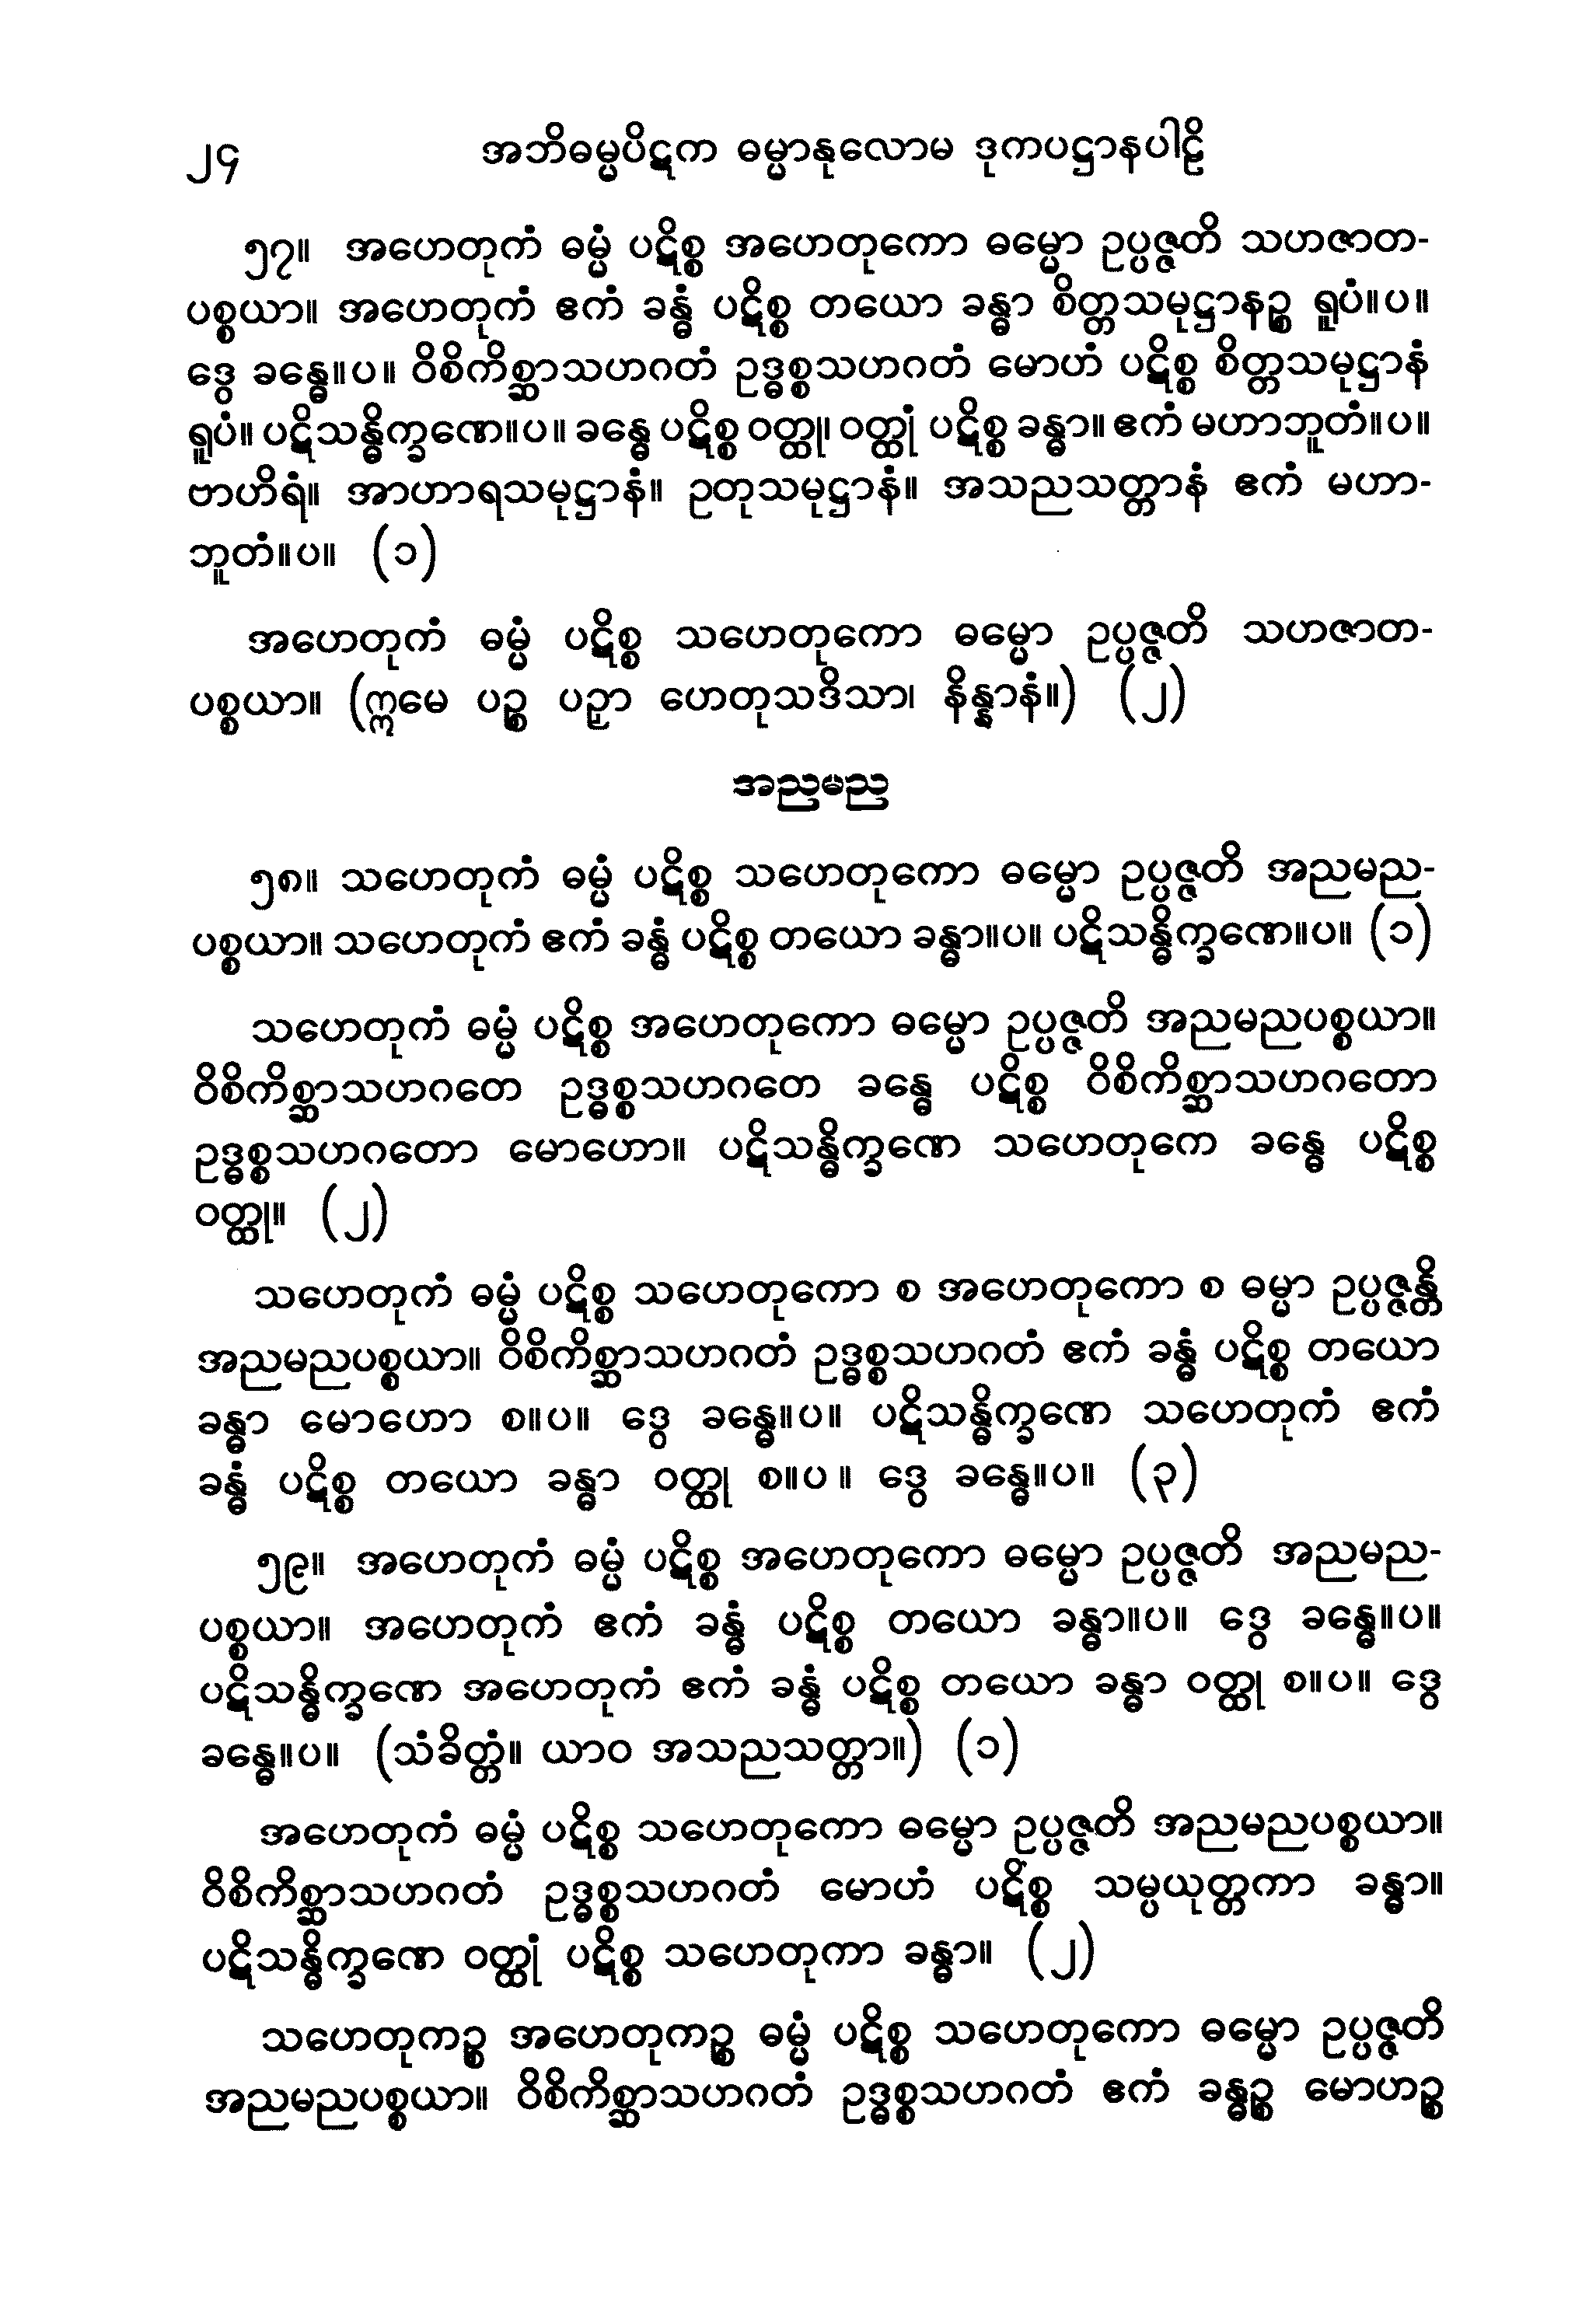 ၂၄ အဘိဓမ္မပိဋက ဓမ္မာနုလောမ ဒုကပဋ္ဌာနပါဠိ
၅၇။ အဟေတုကံ ဓမ္မံ ပဋိစ္စ အဟေတုကော ဓမ္မော ဥပ္ပဇ္ဇတိ သဟဇာတ-
ပစ္စယာ။ အဟေတုကံ ဧကံ ခန္ဓံ ပဋိစ္စ တယော ခန္ဓာ စိတ္တသမုဋ္ဌာနဉ္စ ရူပံ။ပ။
ဒွေ ခန္ဓေ။ပ။ ဝိစိကိစ္ဆာသဟဂတံ ဥဒ္ဓစ္စသဟဂတံ မောဟံ ပဋိစ္စ စိတ္တသမုဋ္ဌာနံ
ရူပံ။ ပဋိသန္ဓိက္ခဏေ။ပ။ ခန္ဓေ ပဋိစ္စ ဝတ္ထု၊ ဝတ္ထုံ ပဋိစ္စ ခန္ဓာ။ ဧကံ မဟာဘူတံ။ပ။
ဗာဟိရံ။ အာဟာရသမုဋ္ဌာနံ။ ဥတုသမုဋ္ဌာနံ။ အသညသတ္တာနံ ဧကံ မဟာ-
ဘူတံ။ပ။ (၁)
အဟေတုကံ ဓမ္မံ ပဋိစ္စ သဟေတုကော ဓမ္မော ဥပ္ပဇ္ဇတိ သဟဇာတ-
ပစ္စယာ။ (ဣမေ ပဉ္စ ပဉှာ ဟေတုသဒိသာ၊ နိန္နာနံ။) (၂)
အညမည
၅၈။ သဟေတုကံ ဓမ္မံ ပဋိစ္စ သဟေတုကော ဓမ္မော ဥပ္ပဇ္ဇတိ အညမည-
ပစ္စယာ။ သဟေတုကံ ဧကံ ခန္ဓံ ပဋိစ္စ တယော ခန္ဓာ။ပ။ ပဋိသန္ဓိက္ခဏေ။ပ။ (၁)
သဟေတုကံ ဓမ္မံ ပဋိစ္စ အဟေတုကော ဓမ္မော ဥပ္ပဇ္ဇတိ အညမညပစ္စယာ။
ဝိစိကိစ္ဆာသဟဂတေ ဥဒ္ဓစ္စသဟဂတေ ခန္ဓေ ပဋိစ္စ ဝိစိကိစ္ဆာသဟဂတော
ဥဒ္ဓစ္စသဟဂတော မောဟော။ ပဋိသန္ဓိက္ခဏေ သဟေတုကေ ခန္ဓေ ပဋိစ္စ
ဝတ္ထု။ (၂)
သဟေတုကံ ဓမ္မံ ပဋိစ္စ သဟေတုကော စ အဟေတုကော စ ဓမ္မာ ဥပ္ပဇ္ဇန္တိ
အညမညပစ္စယာ။ ဝိစိကိစ္ဆာသဟဂတံ ဥဒ္ဓစ္စသဟဂတံ ဧကံ ခန္ဓံ ပဋိစ္စ တယော
ခန္ဓာ မောဟော စ။ပ။ ဒွေ ခန္ဓေ။ပ။ ပဋိသန္ဓိက္ခဏေ သဟေတုကံ ဧကံ
ခန္ဓံ ပဋိစ္စ တယော ခန္ဓာ ဝတ္ထု စ။ပ။ ဒွေ ခန္ဓေ။ပ။ (၃)
၅၉။ အဟေတုကံ ဓမ္မံ ပဋိစ္စ အဟေတုကော ဓမ္မော ဥပ္ပဇ္ဇတိ အညမည-
ပစ္စယာ။ အဟေတုကံ ဧကံ ခန္ဓံ ပဋိစ္စ တယော ခန္ဓာ။ပ။ ဒွေ ခန္ဓေ။ပ။
ပဋိသန္ဓိက္ခဏေ အဟေတုကံ ဧကံ ခန္ဓံ ပဋိစ္စ တယော ခန္ဓာ ဝတ္ထု စ။ပ။ ဒွေ
ခန္ဓေ။ပ။ (သံခိတ္တံ။ ယာဝ အသညသတ္တာ။) (၁)
အဟေတုကံ ဓမ္မံ ပဋိစ္စ သဟေတုကော ဓမ္မော ဥပ္ပဇ္ဇတိ အညမညပစ္စယာ။
ဝိစိကိစ္ဆာသဟဂတံ ဥဒ္ဓစ္စသဟဂတံ မောဟံ ပဋိစ္စ သမ္ပယုတ္တကာ ခန္ဓာ။
ပဋိသန္ဓိက္ခဏေ ဝတ္ထုံ ပဋိစ္စ သဟေတုကာ ခန္ဓာ။ (၂)
သဟေတုကဉ္စ အဟေတုကဉ္စ ဓမ္မံ ပဋိစ္စ သဟေတုကော ဓမ္မော ဥပ္ပဇ္ဇတိ
အညမညပစ္စယာ။ ဝိစိကိစ္ဆာသဟဂတံ ဥဒ္ဓစ္စသဟဂတံ ဧကံ ခန္ဓဉ္စ မောဟဉ္စ